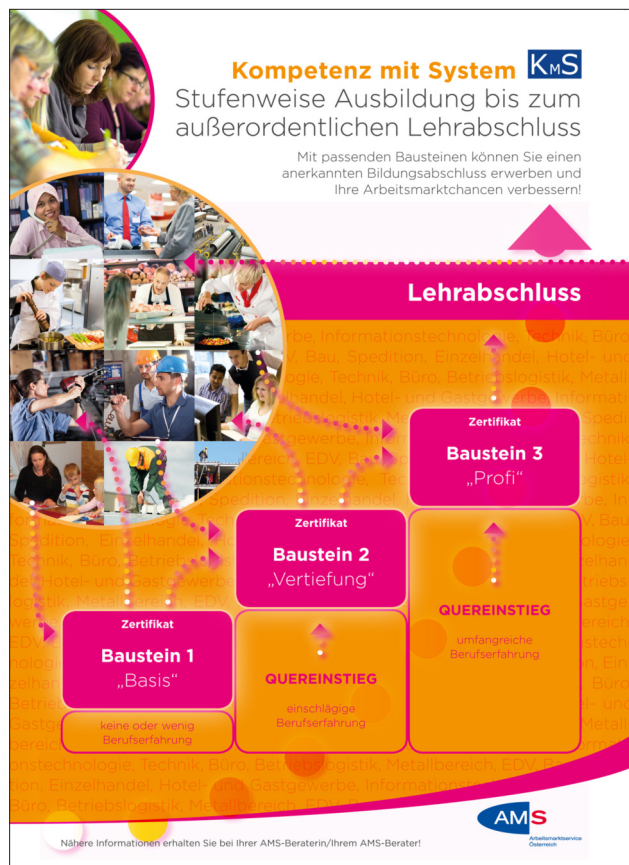 Kompetenz mit System KMS
Stufenweise Ausbildung bis zum
außerordentlichen Lehrabschluss
Mit passenden Bausteinen können Sie einen
anerkannten Bildungsabschluss erwerben und
Ihre Arbeitsmarktchancen verbessern!
Lehrabschluss
Zertifikat
Baustein 3
„Profi“
Zertifikat
Baustein 2
„Vertiefung“
QUEREINSTIEG
umfangreiche
Berufserfahrung
Zertifikat
Baustein 1
„Basis“
QUEREINSTIEG
einschlägige
Berufserfahrung
keine oder wenig
Berufserfahrung
AMS
Arbeitsmarktservice
Österreich
Nähere Informationen erhalten Sie bei Ihrer AMS-Beraterin/Ihrem AMS-Berater!